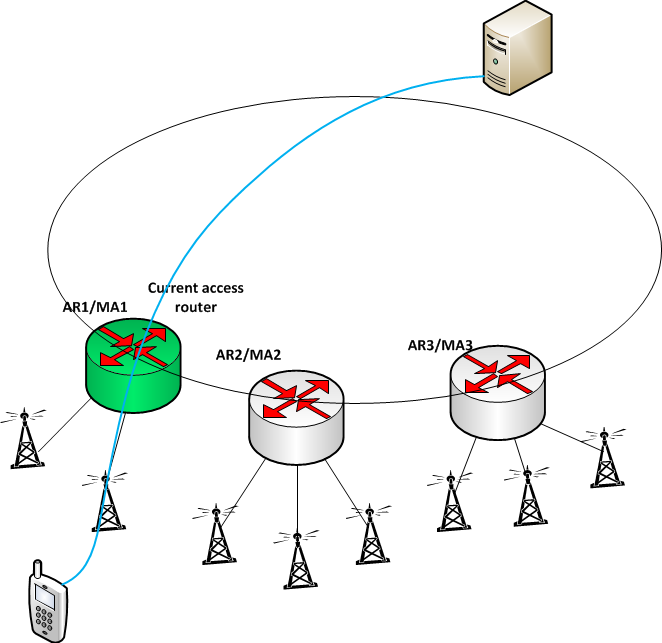 Current access
router
AR1/MA1
AR2/MA2
AR3/MA3